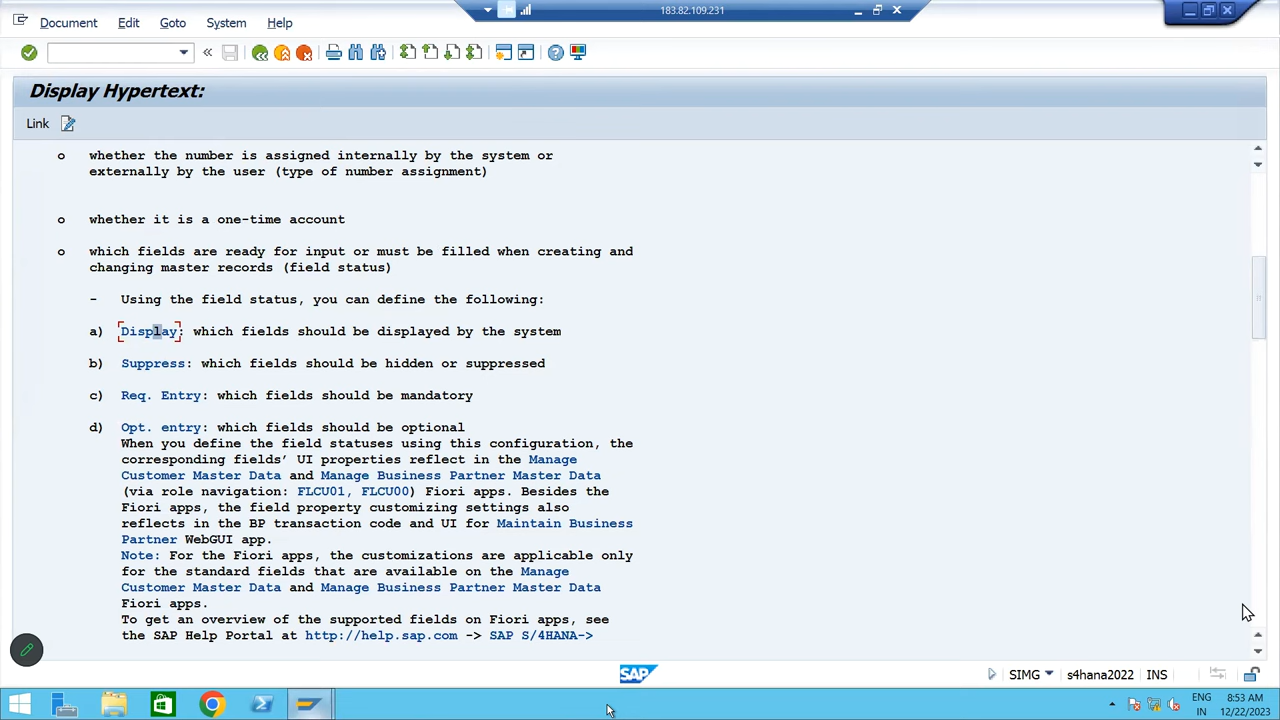 183.82.109.231
Document Edit Goto System Help
Display Hypertext:
Link
o whether the number is assigned internally by the system or
externally by the user (type of number assignment)
o whether it is a one-time account
o which fields are ready for input or must be filled when creating and
changing master records (field status)
- Using the field status, you can define the following:
a) Display: which fields should be displayed by the system
b) Suppress: which fields should be hidden or suppressed
c) Req. Entry: which fields should be mandatory
d) Opt. entry: which fields should be optional
When you define the field statuses using this configuration, the
corresponding fields’ UI properties reflect in the Manage
Customer Master Data and Manage Business Partner Master Data
(via role navigation: FLCU01, FLCU00) Fiori apps. Besides the
Fiori apps, the field property customizing settings also
reflects in the BP transaction code and UI for Maintain Business
Partner WebGUI app.
Note: For the Fiori apps, the customizations are applicable only
for the standard fields that are available on the Manage
Customer Master Data and Manage Business Partner Master Data
Fiori apps.
To get an overview of the supported fields on Fiori apps, see
the SAP Help Portal at http://help.sap.com -> SAP S/4HANA->
SAP
SIMG s4hana2022 INS
ENG 8:53 AM
IN 12/22/2023